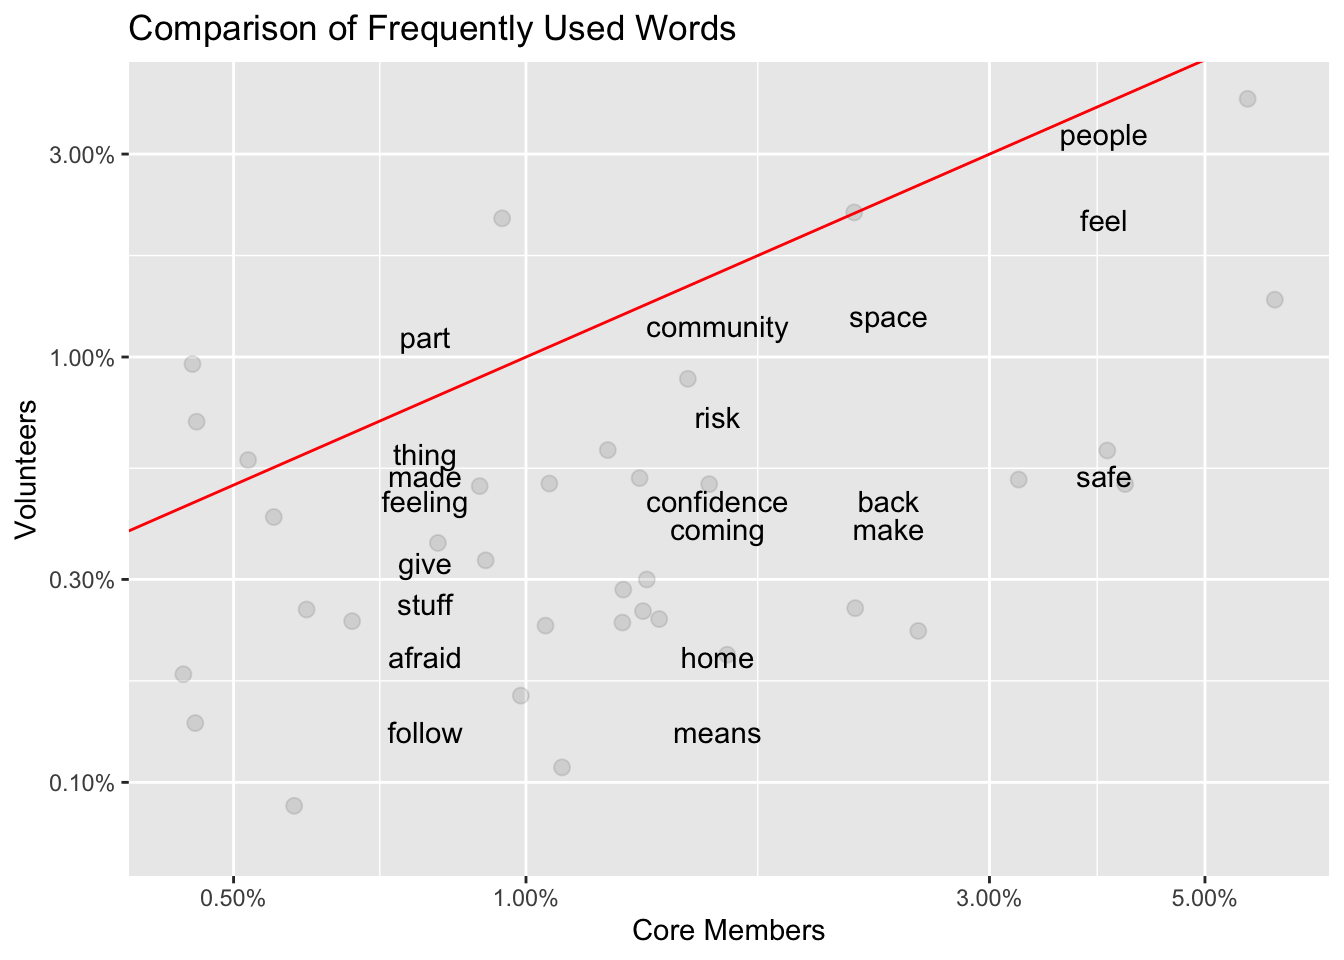 Comparison of Frequently Used Words
people
3.00%
feel
space
community
part
1.00%
risk
thing
made
safe
feeling
confidence
back
coming
make
give
0.30%
stuff
afraid
home
follow
means
0.10%
Volunteers
0.50%
1.00%
3.00%
5.00%
Core Members